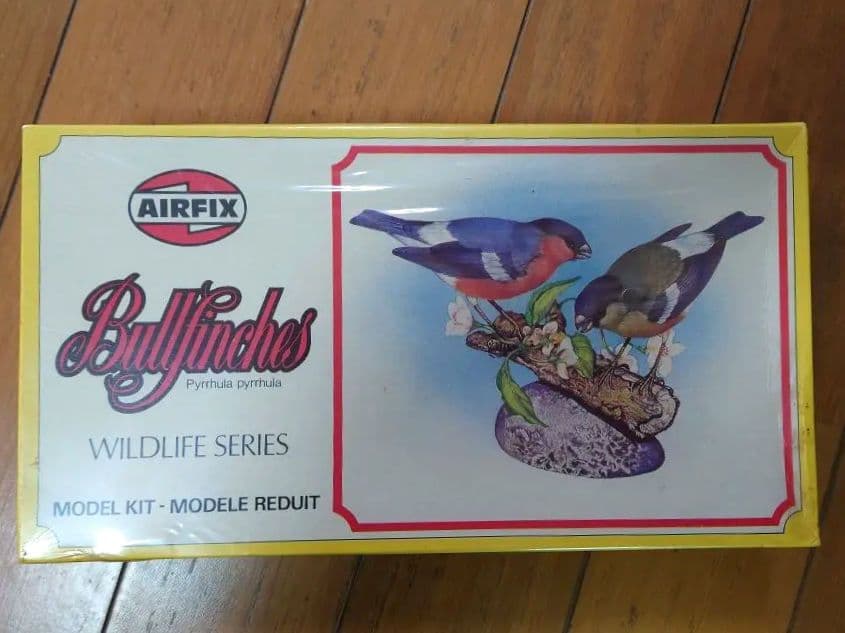 AIRFIX
Bullfinches
Pyrrhula pyrrhula
WILDLIFE SERIES
MODEL KIT - MODELE REDUIT